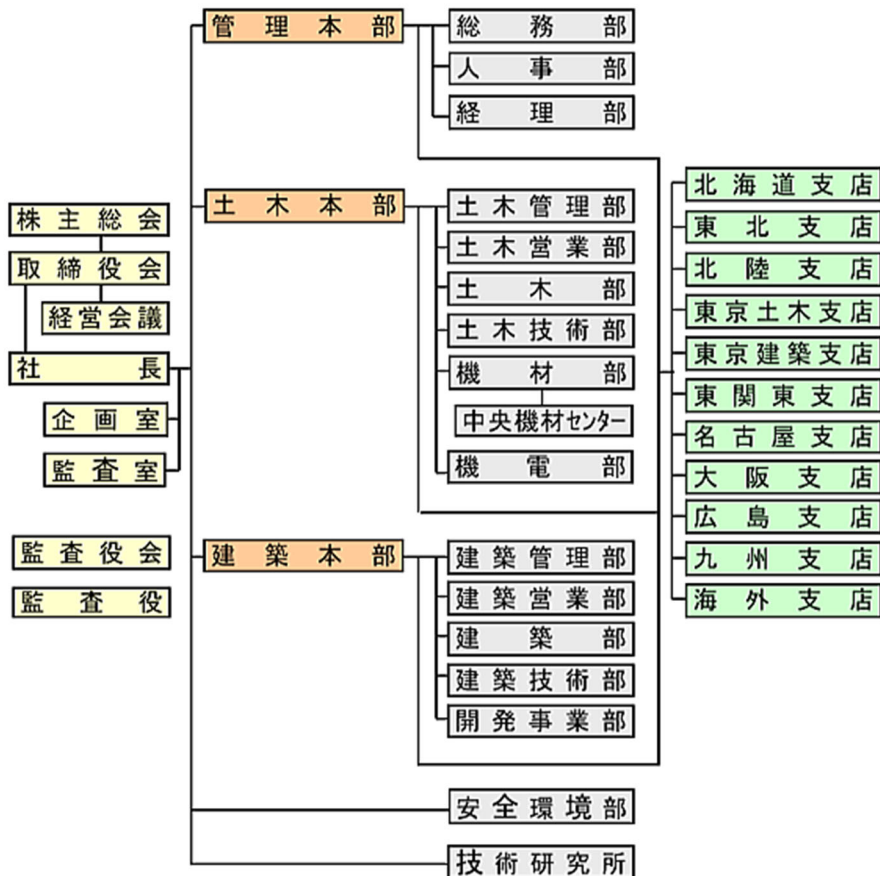 株主総会
取締役会
経営会議
社長
企画室
監査室
監査役会
監査役
管理本部
総務部
人事部
経理部
土木本部
土木管理部
土木営業部
土木部
土木技術部
機材部
中央機材センター
機電部
建築本部
建築管理部
建築営業部
建築部
建築技術部
開発事業部
安全環境部
技術研究所
北海道支店
東北支店
北陸支店
東京土木支店
東京建築支店
東関東支店
名古屋支店
大阪支店
広島支店
九州支店
海外支店